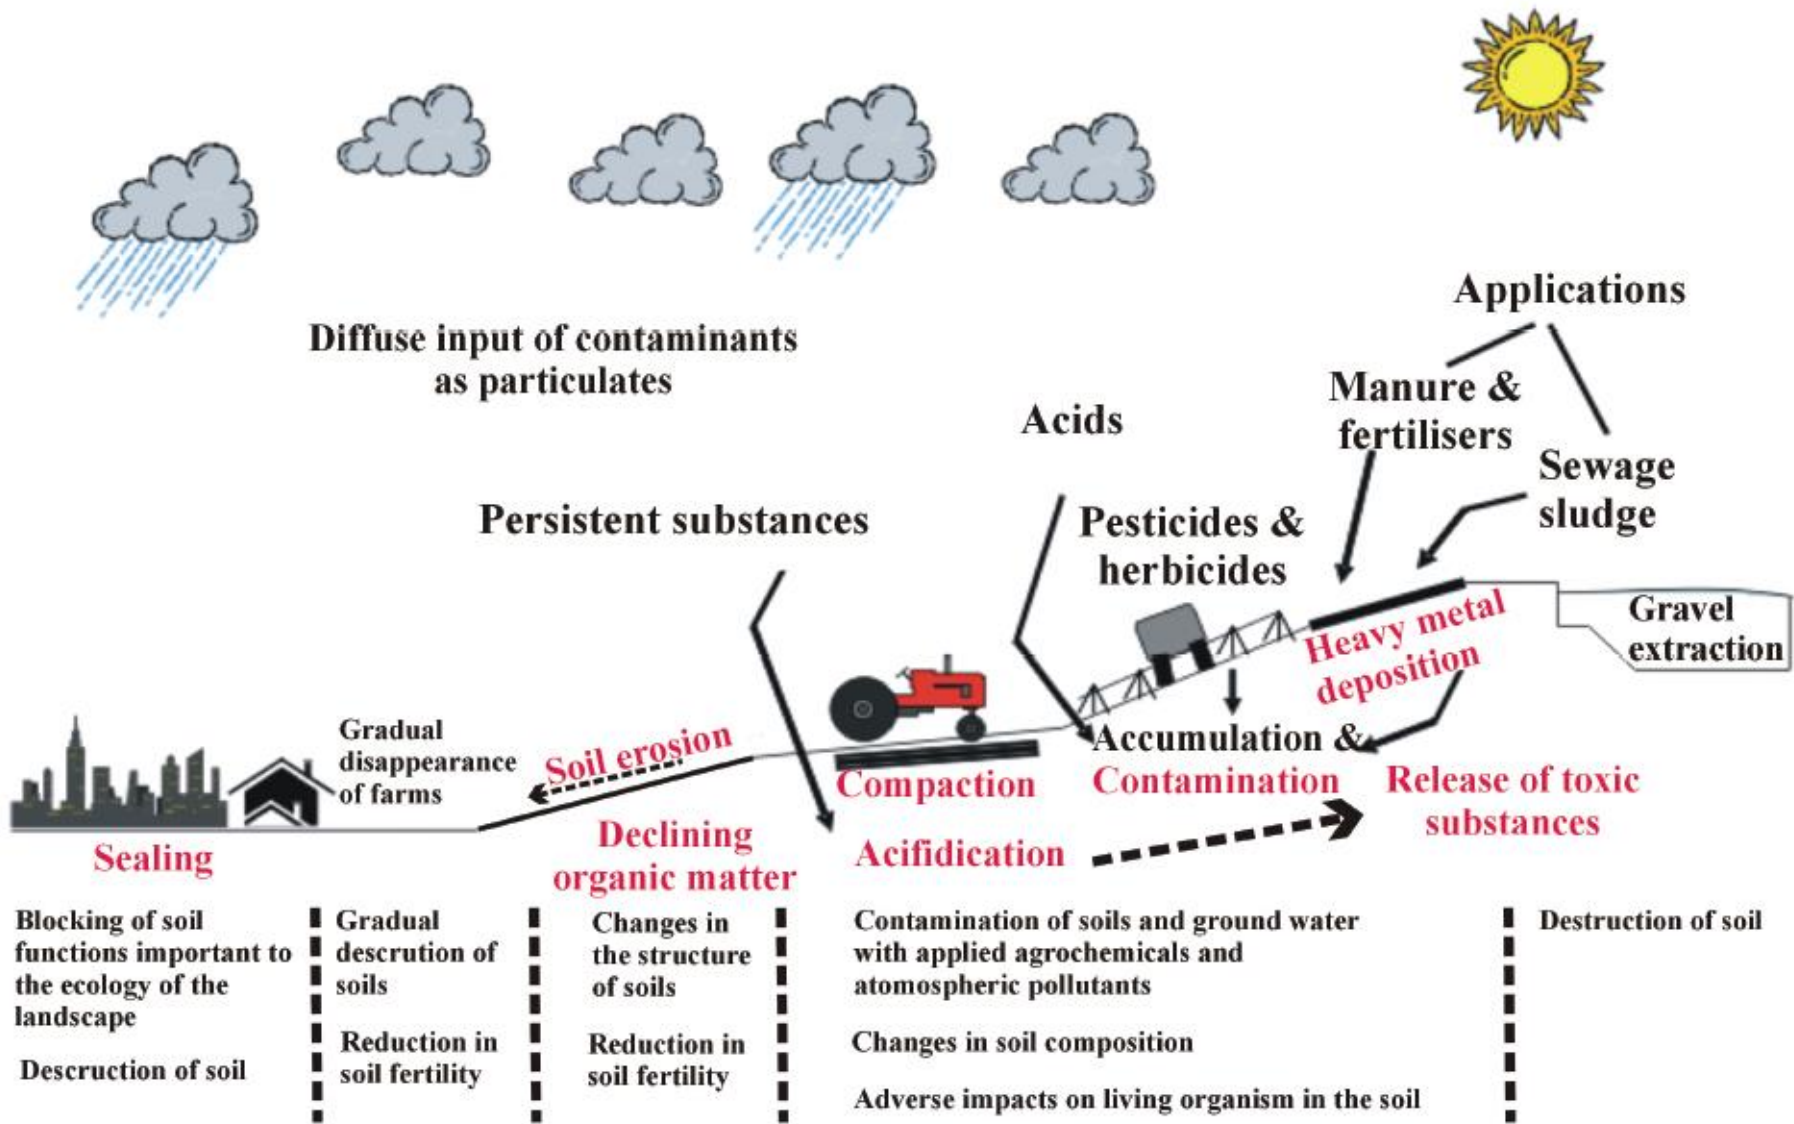 Diffuse input of contaminants
as particulates
Applications
Manure &
fertilisers
Sewage
sludge
Acids
Persistent substances
Pesticides &
herbicides
Gravel
extraction
Heavy metal
deposition
Gradual
disappearance
of farms
Soil erosion
Compaction
Accumulation &
Contamination
Release of toxic
substances
Sealing
Declining
organic matter
Acifidication
Blocking of soil
functions important to
the ecology of the
landscape
Descruction of soil
Gradual
descrution of
soils
Reduction in
soil fertility
Changes in
the structure
of soils
Reduction in
soil fertility
Contamination of soils and ground water
with applied agrochemicals and
atomospheric pollutants
Changes in soil composition
Adverse impacts on living organism in the soil
Destruction of soil